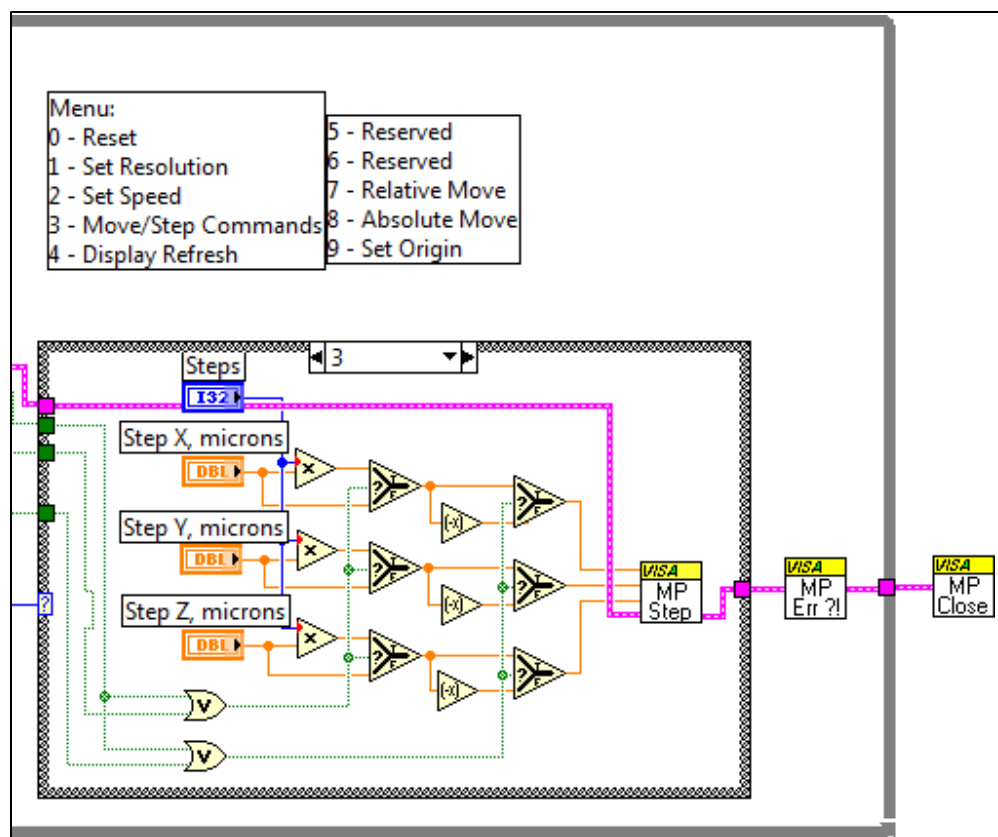 Menu:
0 - Reset
1 - Set Resolution
2 - Set Speed
3 - Move/Step Commands
4 - Display Refresh
5 - Reserved
6 - Reserved
7 - Relative Move
8 - Absolute Move
9 - Set Origin
3
Steps
I32
Step X, microns
DBL
x
?
T
F
(-x)
?
T
F
Step Y, microns
DBL
x
?
T
F
(-x)
?
T
F
Step Z, microns
DBL
x
?
T
F
(-x)
?
T
F
?
V
V
VISA
MP
Step
VISA
MP
Err ?!
VISA
MP
Close